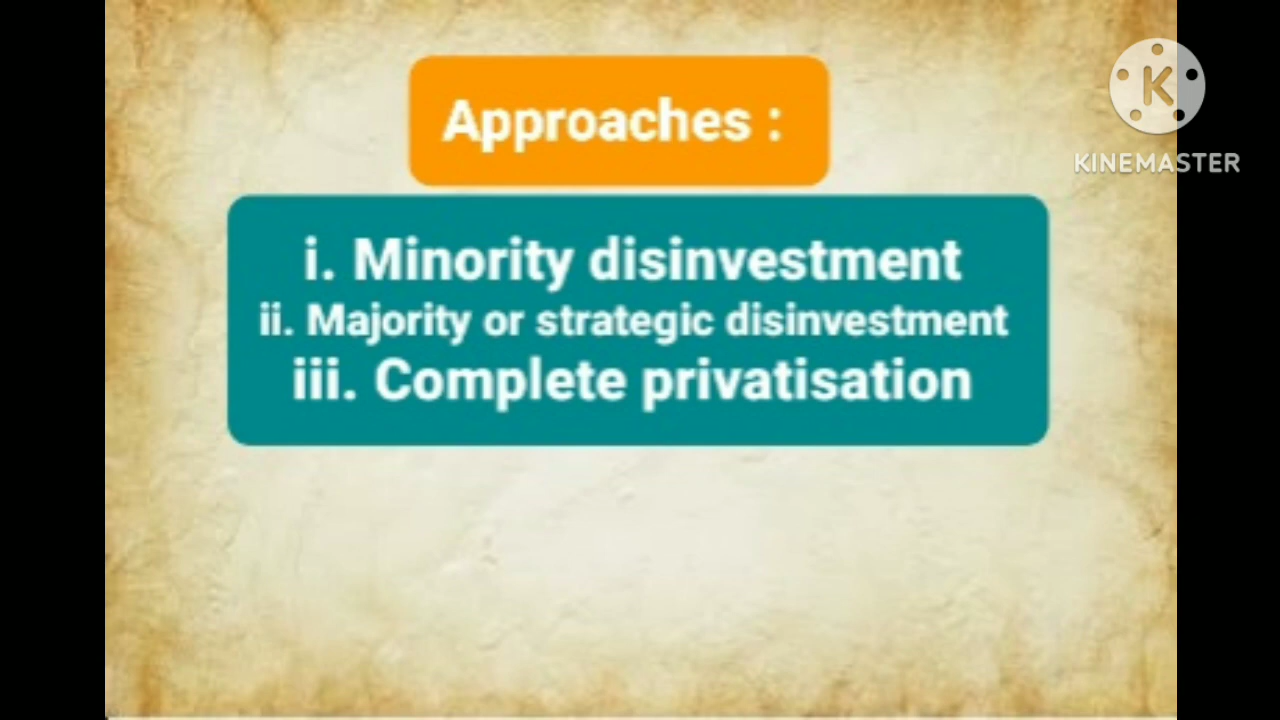 Approaches :
i. Minority disinvestment
ii. Majority or strategic disinvestment
iii. Complete privatisation
K
KINEMASTER